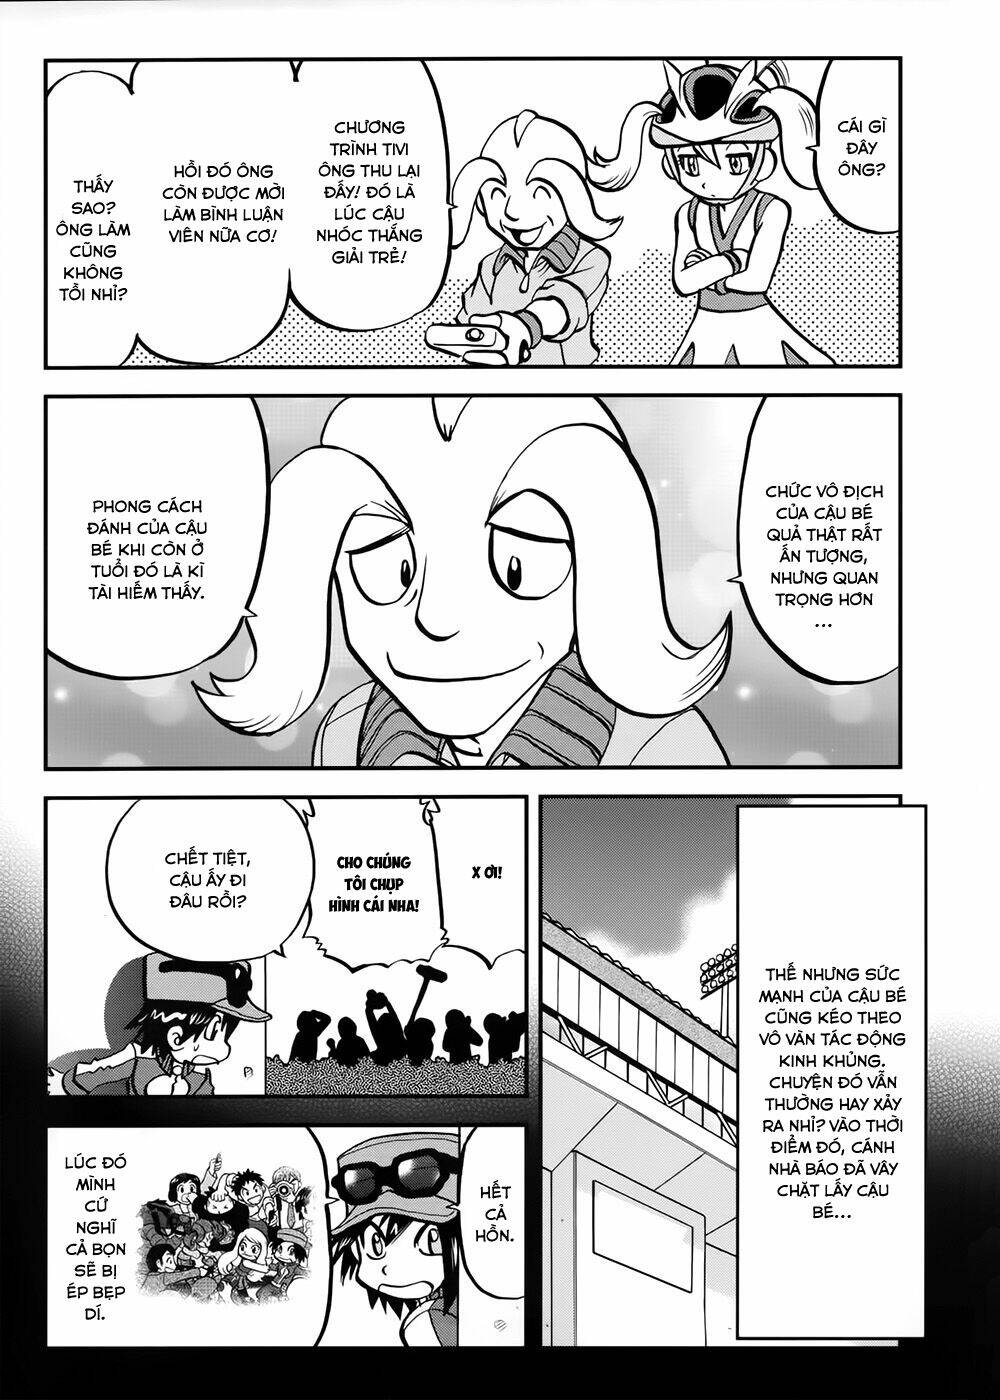 CÁI GÌ
ĐÂY
ÔNG?
CHƯƠNG
TRÌNH TIVI
ÔNG THU LẠI
ĐẤY! ĐÓ LÀ
LÚC CẬU
NHÓC THẮNG
GIẢI TRẺ!
HỒI ĐÓ ÔNG
CÒN ĐƯỢC MỜI
LÀM BÌNH LUẬN
VIÊN NỮA CƠ!
THẤY
SAO?
ÔNG LÀM
CŨNG
KHÔNG
TỒI NHỈ?
CHỨC VÔ ĐỊCH
CỦA CẬU BÉ
QUẢ THẬT RẤT
ẤN TƯỢNG,
NHƯNG QUAN
TRỌNG HƠN
...
PHONG CÁCH
ĐÁNH CỦA CẬU
BÉ KHI CÒN Ở
TUỔI ĐÓ LÀ KÌ
TÀI HIẾM THẤY.
THẾ NHƯNG SỨC
MẠNH CỦA CẬU BÉ
CŨNG KÉO THEO
VÔ VÀN TÁC ĐỘNG
KINH KHỦNG.
CHUYỆN ĐÓ VẪN
THƯỜNG HAY XẢY
RA NHỈ? VÀO THỜI
ĐIỂM ĐÓ, CÁNH
NHÀ BÁO ĐÃ VÂY
CHẶT LẤY CẬU
BÉ...
X ƠI!
CHO CHÚNG
TÔI CHỤP
HÌNH CÁI NHA!
CHẾT TIỆT,
CẬU ẤY ĐI
ĐÂU RỒI?
HẾT
CẢ
HỒN.
LÚC ĐÓ
MÌNH
CỨ
NGHĨ
CẢ BỌN
SẼ BỊ
ÉP BẸP
DÍ.